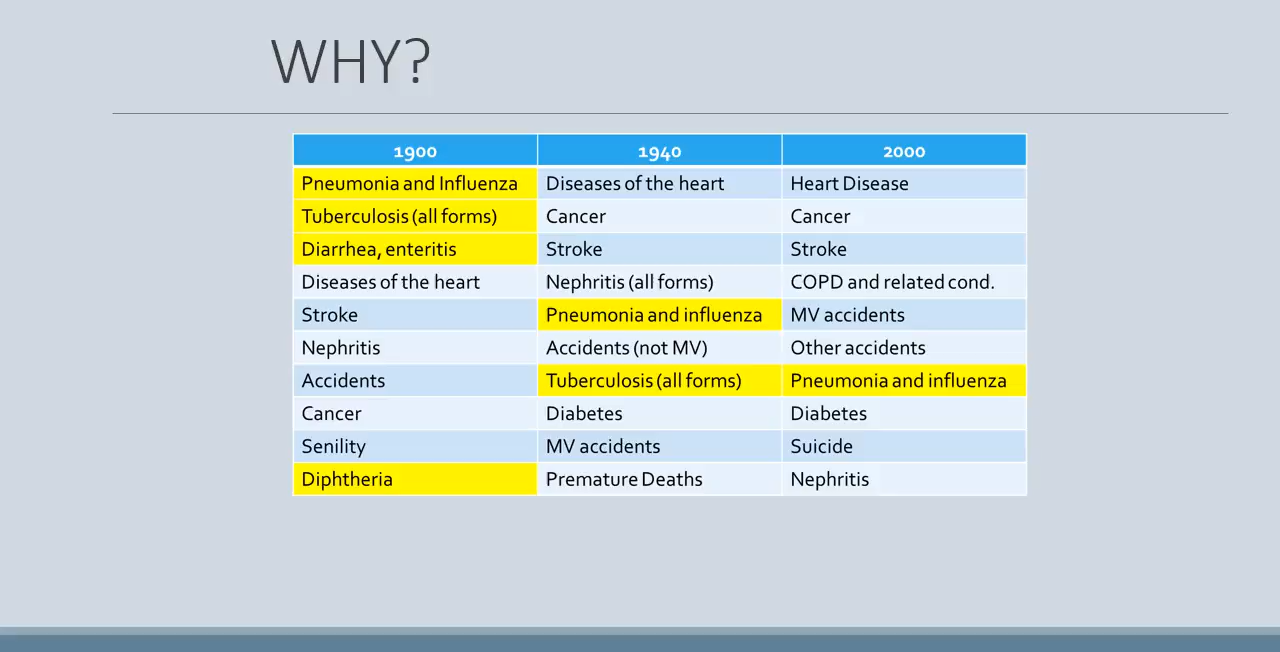 WHY?
1900 1940 2000
Pneumonia and Influenza Diseases of the heart Heart Disease
Tuberculosis (all forms) Cancer Cancer
Diarrhea, enteritis Stroke Stroke
Diseases of the heart Nephritis (all forms) COPD and related cond.
Stroke Pneumonia and influenza MV accidents
Nephritis Accidents (not MV) Other accidents
Accidents Tuberculosis (all forms) Pneumonia and influenza
Cancer Diabetes Diabetes
Senility MV accidents Suicide
Diphtheria Premature Deaths Nephritis